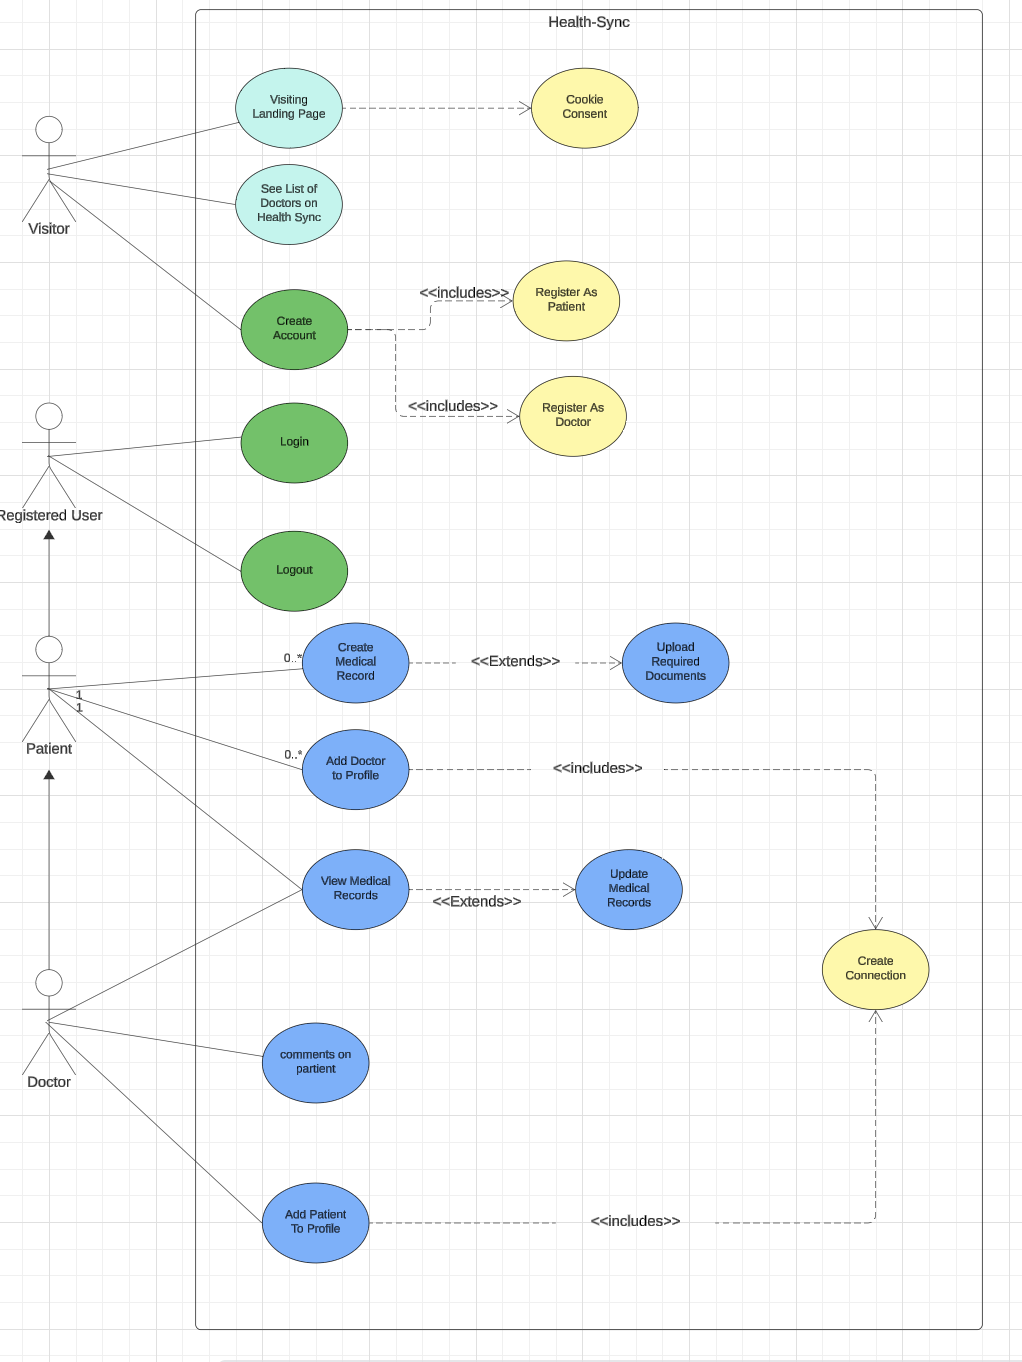 Health-Sync
Visiting
Landing Page
Cookie
Consent
See List of
Doctors on
Health Sync
Visitor
<<includes>>
Register As
Patient
Create
Account
<<includes>>
Register As
Doctor
Login
Registered User
Logout
0..*
Create
Medical
Record
<<Extends>>
Upload
Required
Documents
1
1
Patient
0..*
Add Doctor
to Profile
<<includes>>
View Medical
Records
<<Extends>>
Update
Medical
Records
Create
Connection
Doctor
comments on
partient
Add Patient
To Profile
<<includes>>